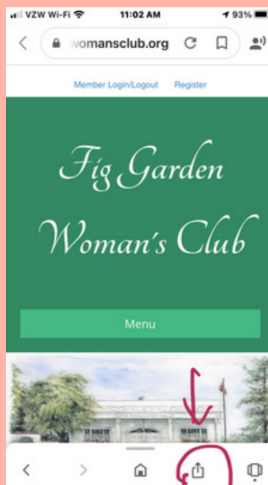 VZW Wi-Fi 11:02 AM 93%
womansclub.org
Member Login/Logout Register
Fig Garden
Woman's Club
Menu